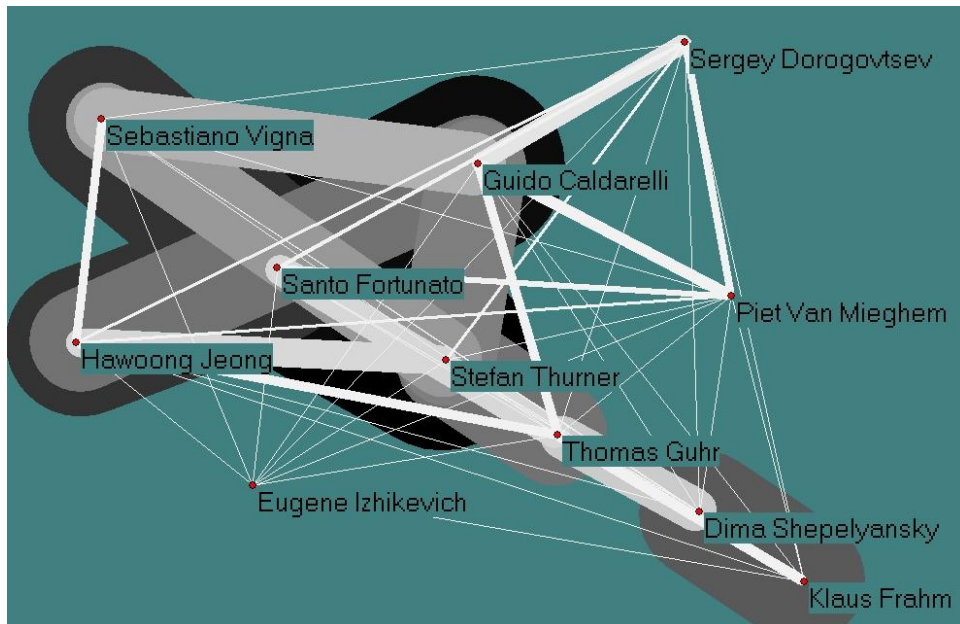 Sergey Dorogovtsev
Sebastiano Vigna
Guido Caldarelli
Santo Fortunato
Piet Van Mieghem
Hawoong Jeong
Stefan Thurner
Thomas Guhr
Eugene Izhikevich
Dima Shepelyansky
Klaus Frahm